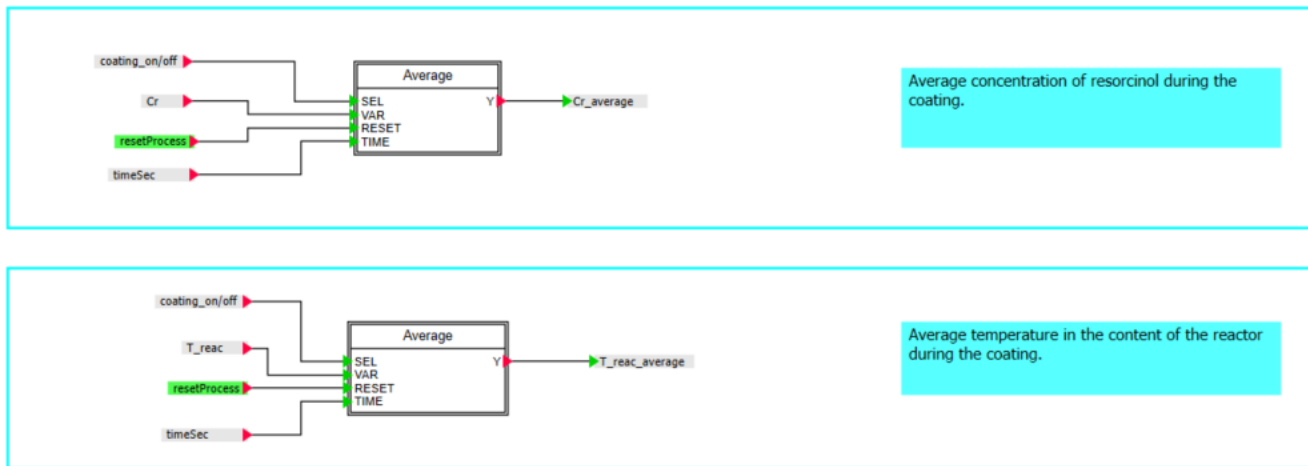 coating_on/off
Cr
resetProcess
timeSec
Average
SEL
VAR
RESET
TIME
Y
Cr_average
Average concentration of resorcinol during the
coating.
coating_on/off
T_reac
resetProcess
timeSec
Average
SEL
VAR
RESET
TIME
Y
T_reac_average
Average temperature in the content of the reactor
during the coating.